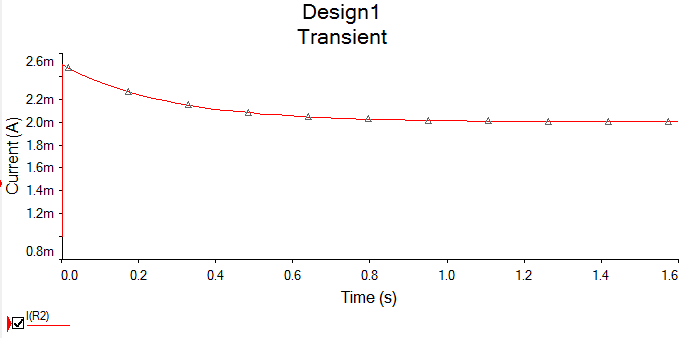 Design1
Transient
Current (A)
2.6m
2.2m
2.0m
1.8m
1.6m
1.4m
1.2m
0.8m
0.0 0.2 0.4 0.6 0.8 1.0 1.2 1.4 1.6
Time (s)
I(R2)